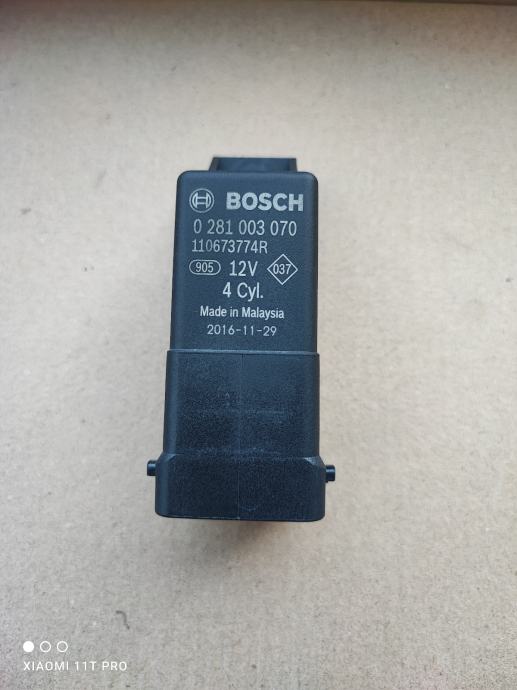 BOSCH
0 281 003 070
110673774R
905 12V 037
4 Cyl.
Made in Malaysia
2016-11-29
XIAOMI 11T PRO